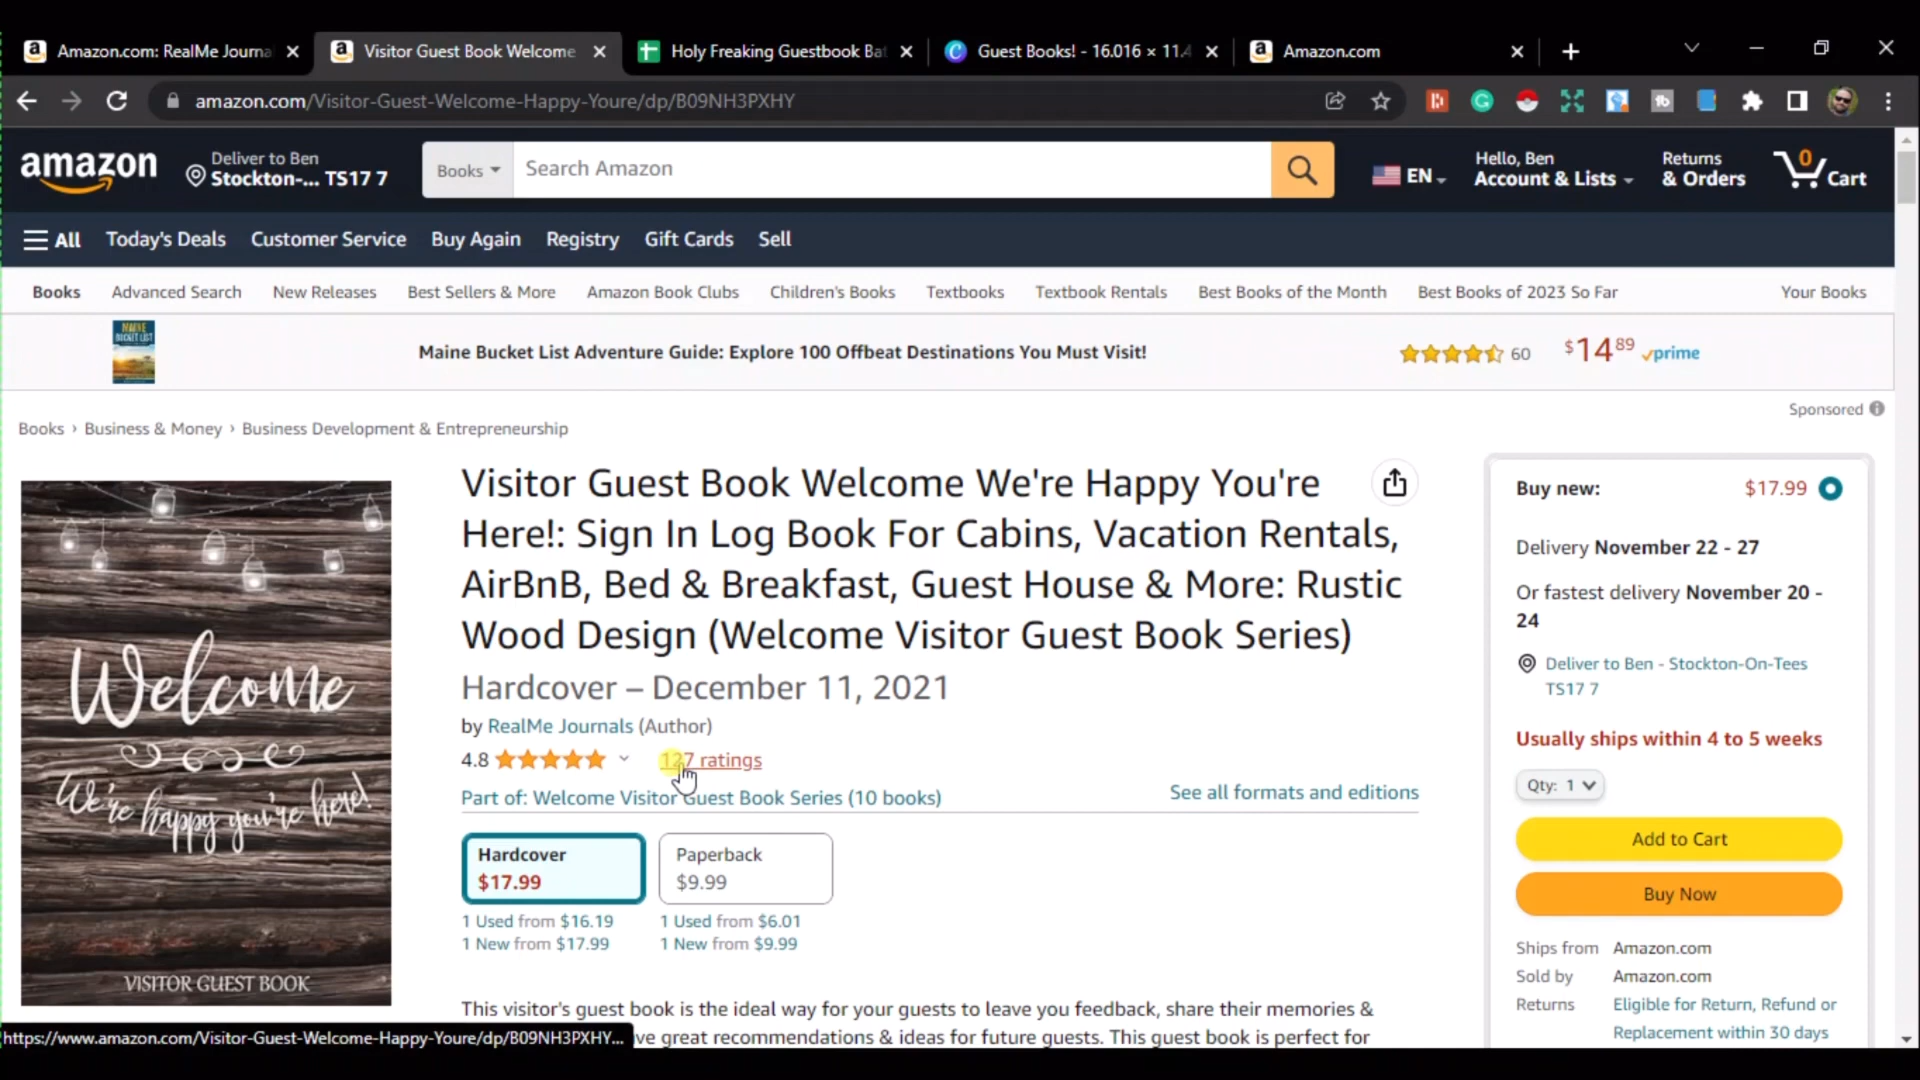 Amazon.com: RealMe Journa
Visitor Guest Book Welcome
Holy Freaking Guestbook Bat
Guest Books! - 16.016 × 11.4
Amazon.com
amazon.com/Visitor-Guest-Welcome-Happy-Youre/dp/B09NH3PXHY
amazon
Deliver to Ben
Stockton-... TS17 7
Books
Search Amazon
EN
Hello, Ben
Account & Lists
Returns
& Orders
0
Cart
All
Today's Deals
Customer Service
Buy Again
Registry
Gift Cards
Sell
Books
Advanced Search
New Releases
Best Sellers & More
Amazon Book Clubs
Children's Books
Textbooks
Textbook Rentals
Best Books of the Month
Best Books of 2023 So Far
Your Books
MAINE
BUCKET LIST
Maine Bucket List Adventure Guide: Explore 100 Offbeat Destinations You Must Visit!
60
$14 89
prime
Sponsored
Books › Business & Money › Business Development & Entrepreneurship
Welcome
We're happy you're here!
VISITOR GUEST BOOK
Visitor Guest Book Welcome We're Happy You're
Here!: Sign In Log Book For Cabins, Vacation Rentals,
AirBnB, Bed & Breakfast, Guest House & More: Rustic
Wood Design (Welcome Visitor Guest Book Series)
Hardcover – December 11, 2021
by RealMe Journals (Author)
4.8
127 ratings
Part of: Welcome Visitor Guest Book Series (10 books)
See all formats and editions
Hardcover
$17.99
1 Used from $16.19
1 New from $17.99
Paperback
$9.99
1 Used from $6.01
1 New from $9.99
This visitor's guest book is the ideal way for your guests to leave you feedback, share their memories &
ve great recommendations & ideas for future guests. This guest book is perfect for
Buy new:
$17.99
Delivery November 22 - 27
Or fastest delivery November 20 -
24
Deliver to Ben - Stockton-On-Tees
TS17 7
Usually ships within 4 to 5 weeks
Qty: 1
Add to Cart
Buy Now
Ships from Amazon.com
Sold by Amazon.com
Returns Eligible for Return, Refund or
Replacement within 30 days
https://www.amazon.com/Visitor-Guest-Welcome-Happy-Youre/dp/B09NH3PXHY...